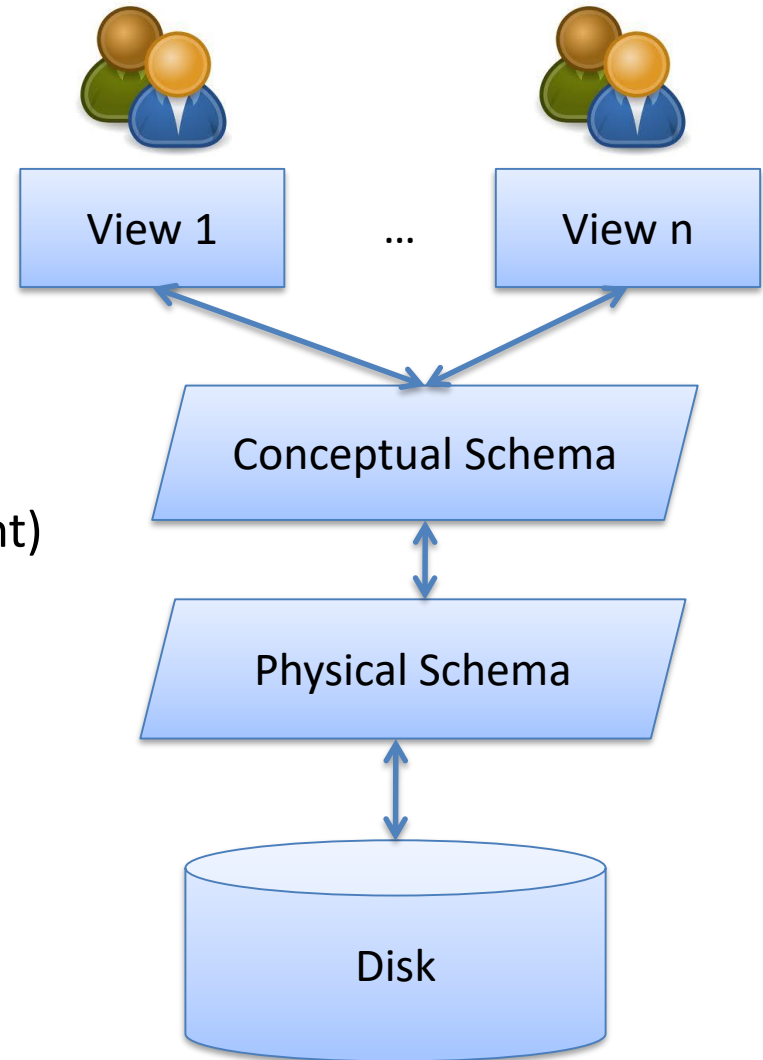 View 1
…
View n
Conceptual Schema
nt)
Physical Schema
Disk